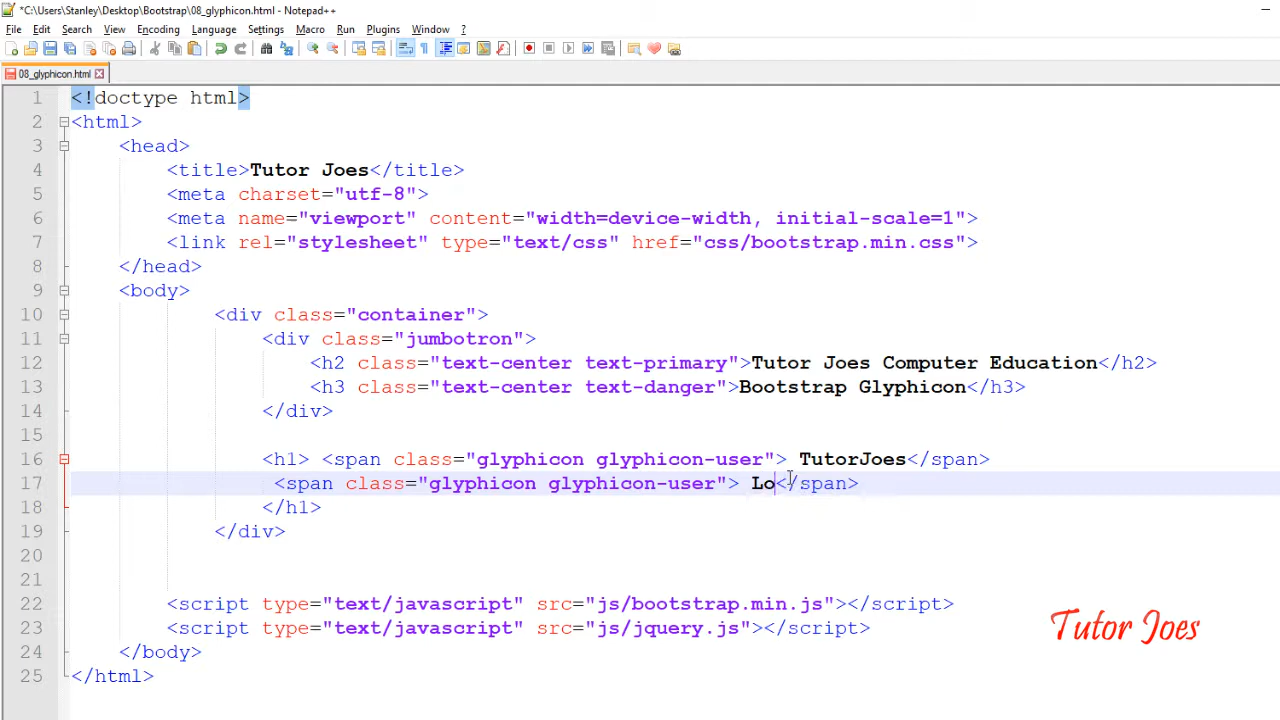 *C:\Users\Stanley\Desktop\Bootstrap\08_glyphicon.html - Notepad++
File Edit Search View Encoding Language Settings Macro Run Plugins Window ?
08_glyphicon.html
1 <!doctype html>
2 <html>
3 <head>
4 <title>Tutor Joes</title>
5 <meta charset="utf-8">
6 <meta name="viewport" content="width=device-width, initial-scale=1">
7 <link rel="stylesheet" type="text/css" href="css/bootstrap.min.css">
8 </head>
9 <body>
10 <div class="container">
11 <div class="jumbotron">
12 <h2 class="text-center text-primary">Tutor Joes Computer Education</h2>
13 <h3 class="text-center text-danger">Bootstrap Glyphicon</h3>
14 </div>
15
16 <h1> <span class="glyphicon glyphicon-user"> TutorJoes</span>
17 <span class="glyphicon glyphicon-user"> Lo</span>
18 </h1>
19 </div>
20
21
22 <script type="text/javascript" src="js/bootstrap.min.js"></script>
23 <script type="text/javascript" src="js/jquery.js"></script>
24 </body>
25 </html>
Tutor Joes